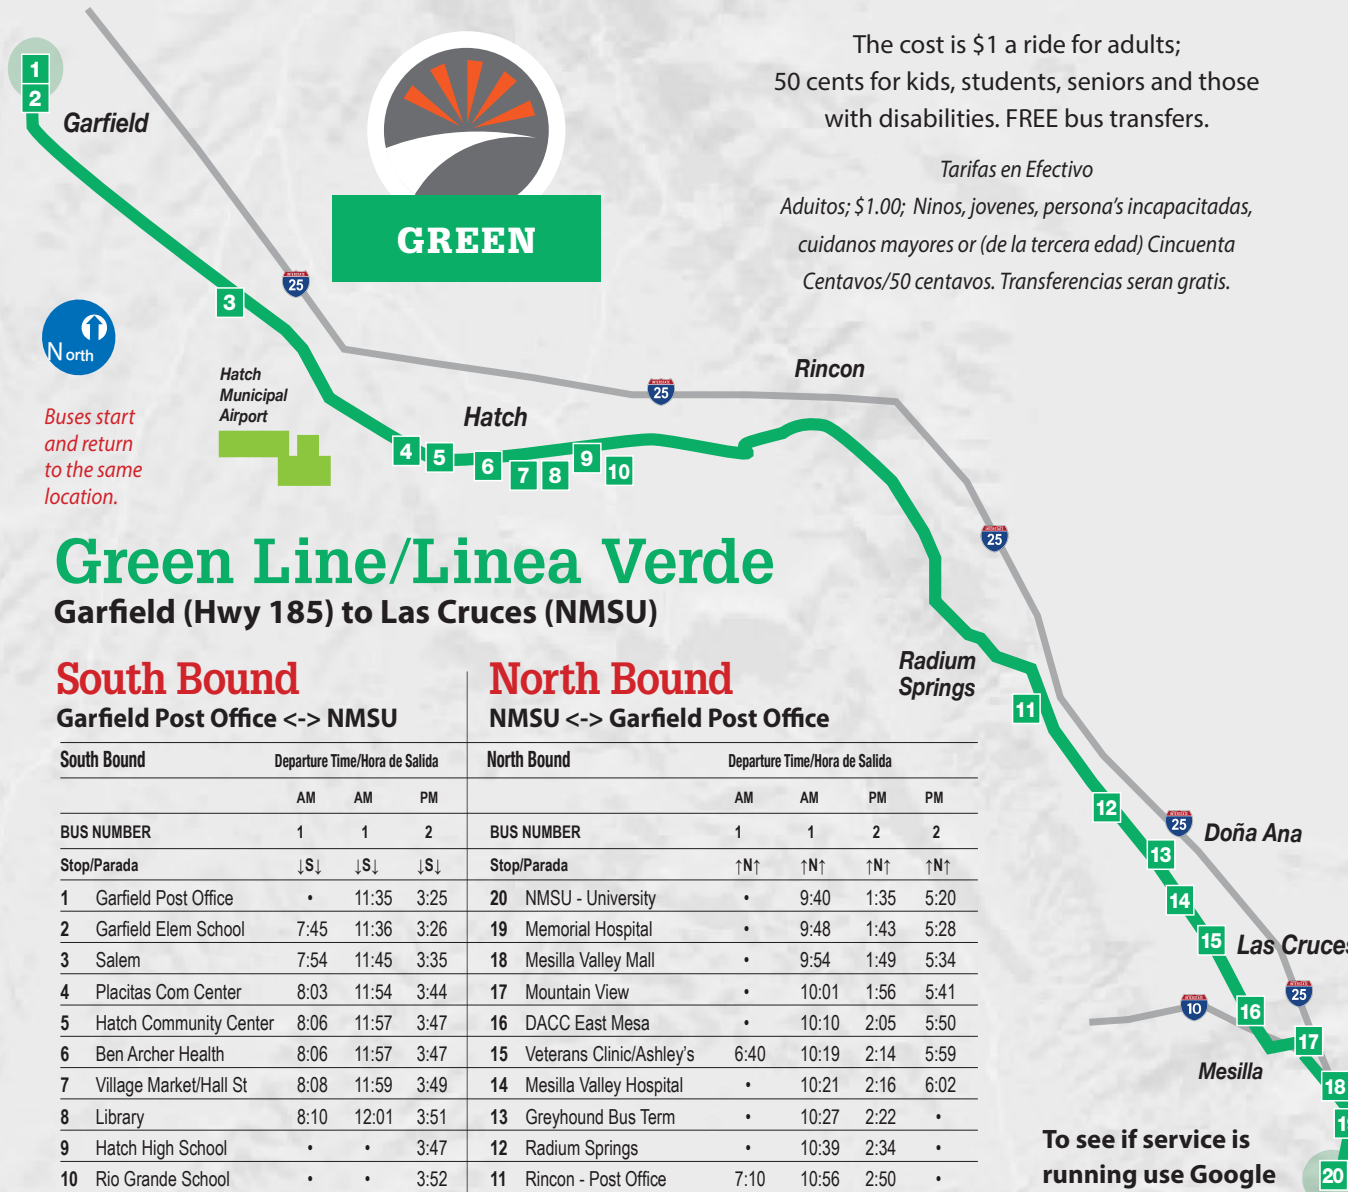 The cost is $1 a ride for adults;
50 cents for kids, students, seniors and those
with disabilities. FREE bus transfers.
Tarifas en Efectivo
Aduitos; $1.00; Ninos, jovenes, persona's incapacitadas,
cuidanos mayores or (de la tercera edad) Cincuenta
Centavos/50 centavos. Transferencias seran gratis.
GREEN
1
2
Garfield
3
INTERSTATE
25
North
Buses start
and return
to the same
location.
Hatch
Municipal
Airport
Hatch
4
5
6
7
8
9
10
INTERSTATE
25
Rincon
INTERSTATE
25
Radium
Springs
11
12
INTERSTATE
25
Doña Ana
13
14
15
Las Cruces
INTERSTATE
10
16
INTERSTATE
25
17
Mesilla
18
19
20
To see if service is
running use Google
Green Line/Linea Verde
Garfield (Hwy 185) to Las Cruces (NMSU)
South Bound
Garfield Post Office <-> NMSU
South Bound Departure Time/Hora de Salida
AM AM PM
BUS NUMBER 1 1 2
Stop/Parada ↓S↓ ↓S↓ ↓S↓
1 Garfield Post Office • 11:35 3:25
2 Garfield Elem School 7:45 11:36 3:26
3 Salem 7:54 11:45 3:35
4 Placitas Com Center 8:03 11:54 3:44
5 Hatch Community Center 8:06 11:57 3:47
6 Ben Archer Health 8:06 11:57 3:47
7 Village Market/Hall St 8:08 11:59 3:49
8 Library 8:10 12:01 3:51
9 Hatch High School • • 3:47
10 Rio Grande School • • 3:52
North Bound
NMSU <-> Garfield Post Office
North Bound Departure Time/Hora de Salida
AM AM PM PM
BUS NUMBER 1 1 2 2
Stop/Parada ↑N↑ ↑N↑ ↑N↑ ↑N↑
20 NMSU - University • 9:40 1:35 5:20
19 Memorial Hospital • 9:48 1:43 5:28
18 Mesilla Valley Mall • 9:54 1:49 5:34
17 Mountain View • 10:01 1:56 5:41
16 DACC East Mesa • 10:10 2:05 5:50
15 Veterans Clinic/Ashley's 6:40 10:19 2:14 5:59
14 Mesilla Valley Hospital • 10:21 2:16 6:02
13 Greyhound Bus Term • 10:27 2:22 •
12 Radium Springs • 10:39 2:34 •
11 Rincon - Post Office 7:10 10:56 2:50 •